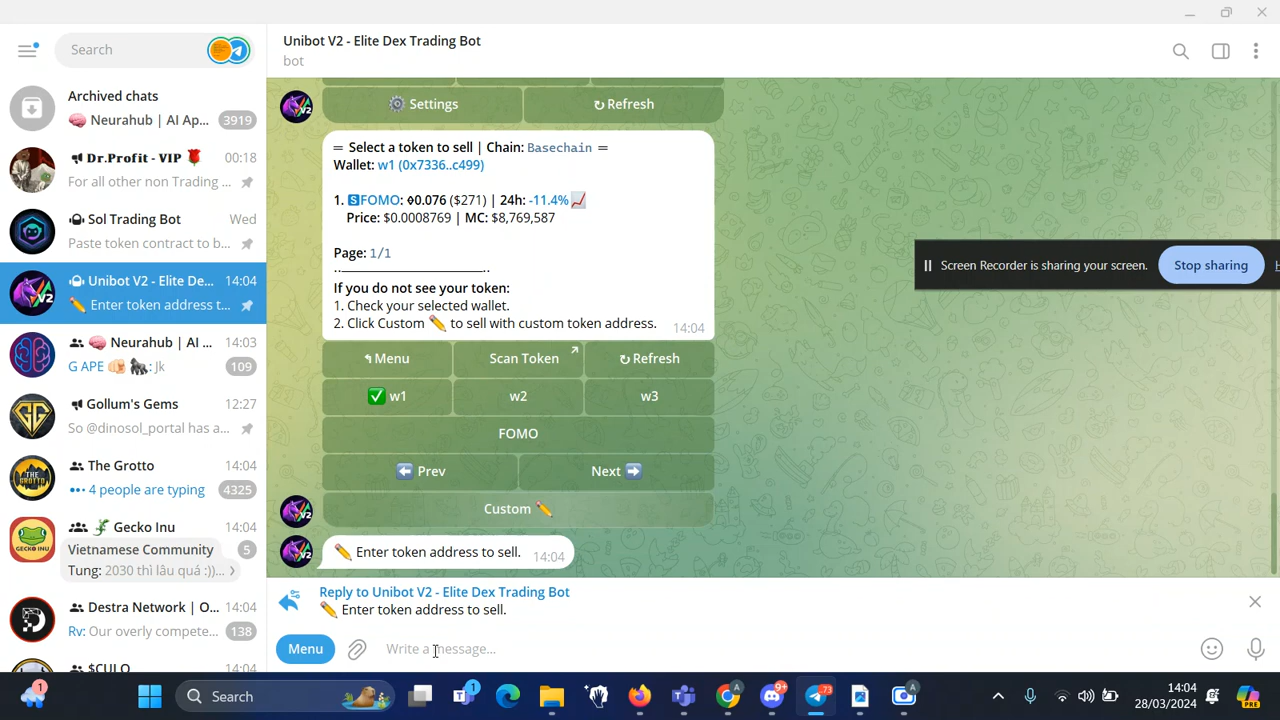 Search
Archived chats
Neurahub | AI Ap... 3919
Dr.Profit - VIP 00:18
For all other non Trading ...
Sol Trading Bot Wed
Paste token contract to b...
Unibot V2 - Elite De... 14:04
Enter token address t...
Neurahub | AI ... 14:03
G APE : Jk 109
Gollum's Gems 12:27
So @dinosol_portal has a...
The Grotto 14:04
4 people are typing 4325
Gecko Inu 14:04
Vietnamese Community 5
Tung: 2030 thì lâu quá :))...
Destra Network | O... 14:04
Rv: Our overly compete... 138
$CULO 14:04
Unibot V2 - Elite Dex Trading Bot
bot
Settings Refresh
= Select a token to sell | Chain: Basechain =
Wallet: w1 (0x7336..c499)
1. S FOMO: 0.076 ($271) | 24h: -11.4%
Price: $0.0008769 | MC: $8,769,587
Page: 1/1
If you do not see your token:
1. Check your selected wallet.
2. Click Custom ✏️ to sell with custom token address. 14:04
↰ Menu Scan Token ↻ Refresh
✅ w1 w2 w3
FOMO
⬅️ Prev Next ➡️
Custom ✏️
✏️ Enter token address to sell. 14:04
Reply to Unibot V2 - Elite Dex Trading Bot
✏️ Enter token address to sell.
Menu Write a message...
Screen Recorder is sharing your screen. Stop sharing
Search
14:04
28/03/2024